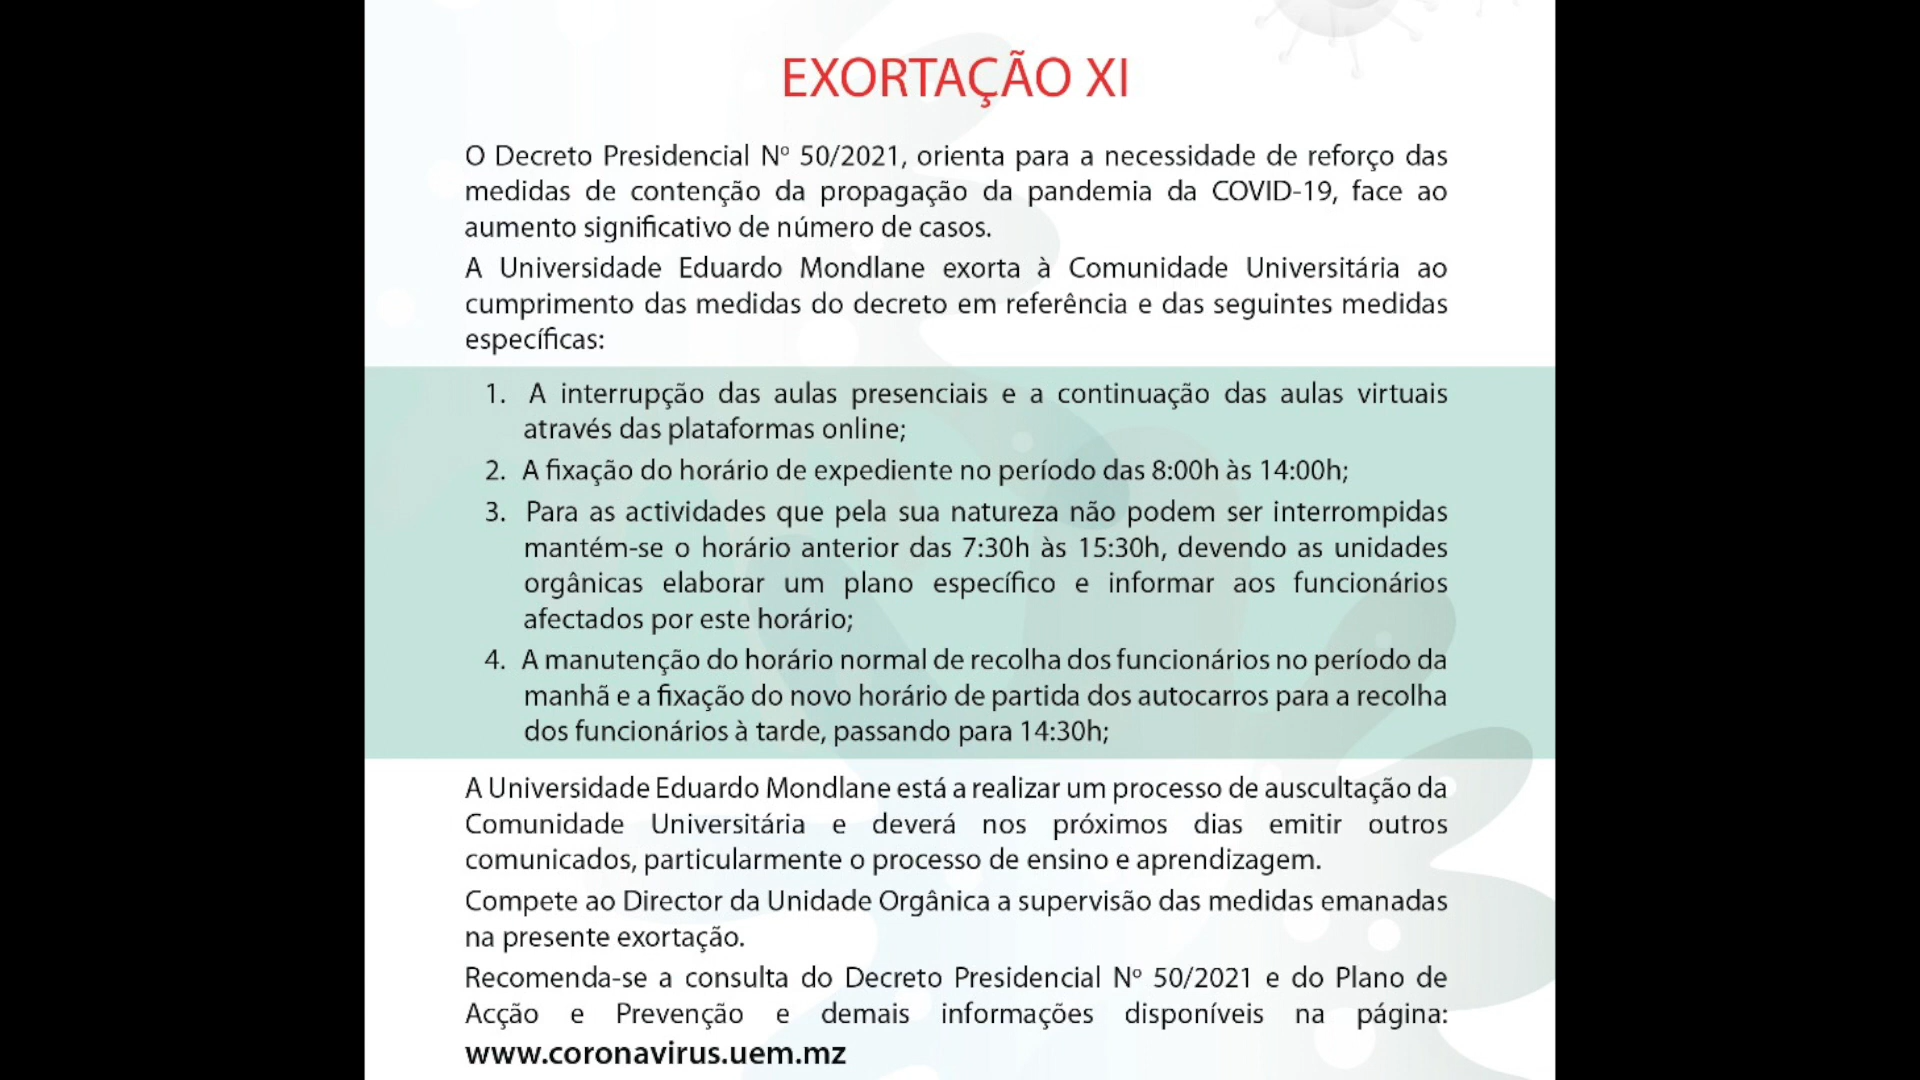 EXORTAÇÃO XI
O Decreto Presidencial Nº 50/2021, orienta para a necessidade de reforço das
medidas de contenção da propagação da pandemia da COVID-19, face ao
aumento significativo de número de casos.
A Universidade Eduardo Mondlane exorta à Comunidade Universitária ao
cumprimento das medidas do decreto em referência e das seguintes medidas
específicas:
1. A interrupção das aulas presenciais e a continuação das aulas virtuais
através das plataformas online;
2. A fixação do horário de expediente no período das 8:00h às 14:00h;
3. Para as actividades que pela sua natureza não podem ser interrompidas
mantém-se o horário anterior das 7:30h às 15:30h, devendo as unidades
orgânicas elaborar um plano específico e informar aos funcionários
afectados por este horário;
4. A manutenção do horário normal de recolha dos funcionários no período da
manhã e a fixação do novo horário de partida dos autocarros para a recolha
dos funcionários à tarde, passando para 14:30h;
A Universidade Eduardo Mondlane está a realizar um processo de auscultação da
Comunidade Universitária e deverá nos próximos dias emitir outros
comunicados, particularmente o processo de ensino e aprendizagem.
Compete ao Director da Unidade Orgânica a supervisão das medidas emanadas
na presente exortação.
Recomenda-se a consulta do Decreto Presidencial Nº 50/2021 e do Plano de
Acção e Prevenção e demais informações disponíveis na página:
www.coronavirus.uem.mz